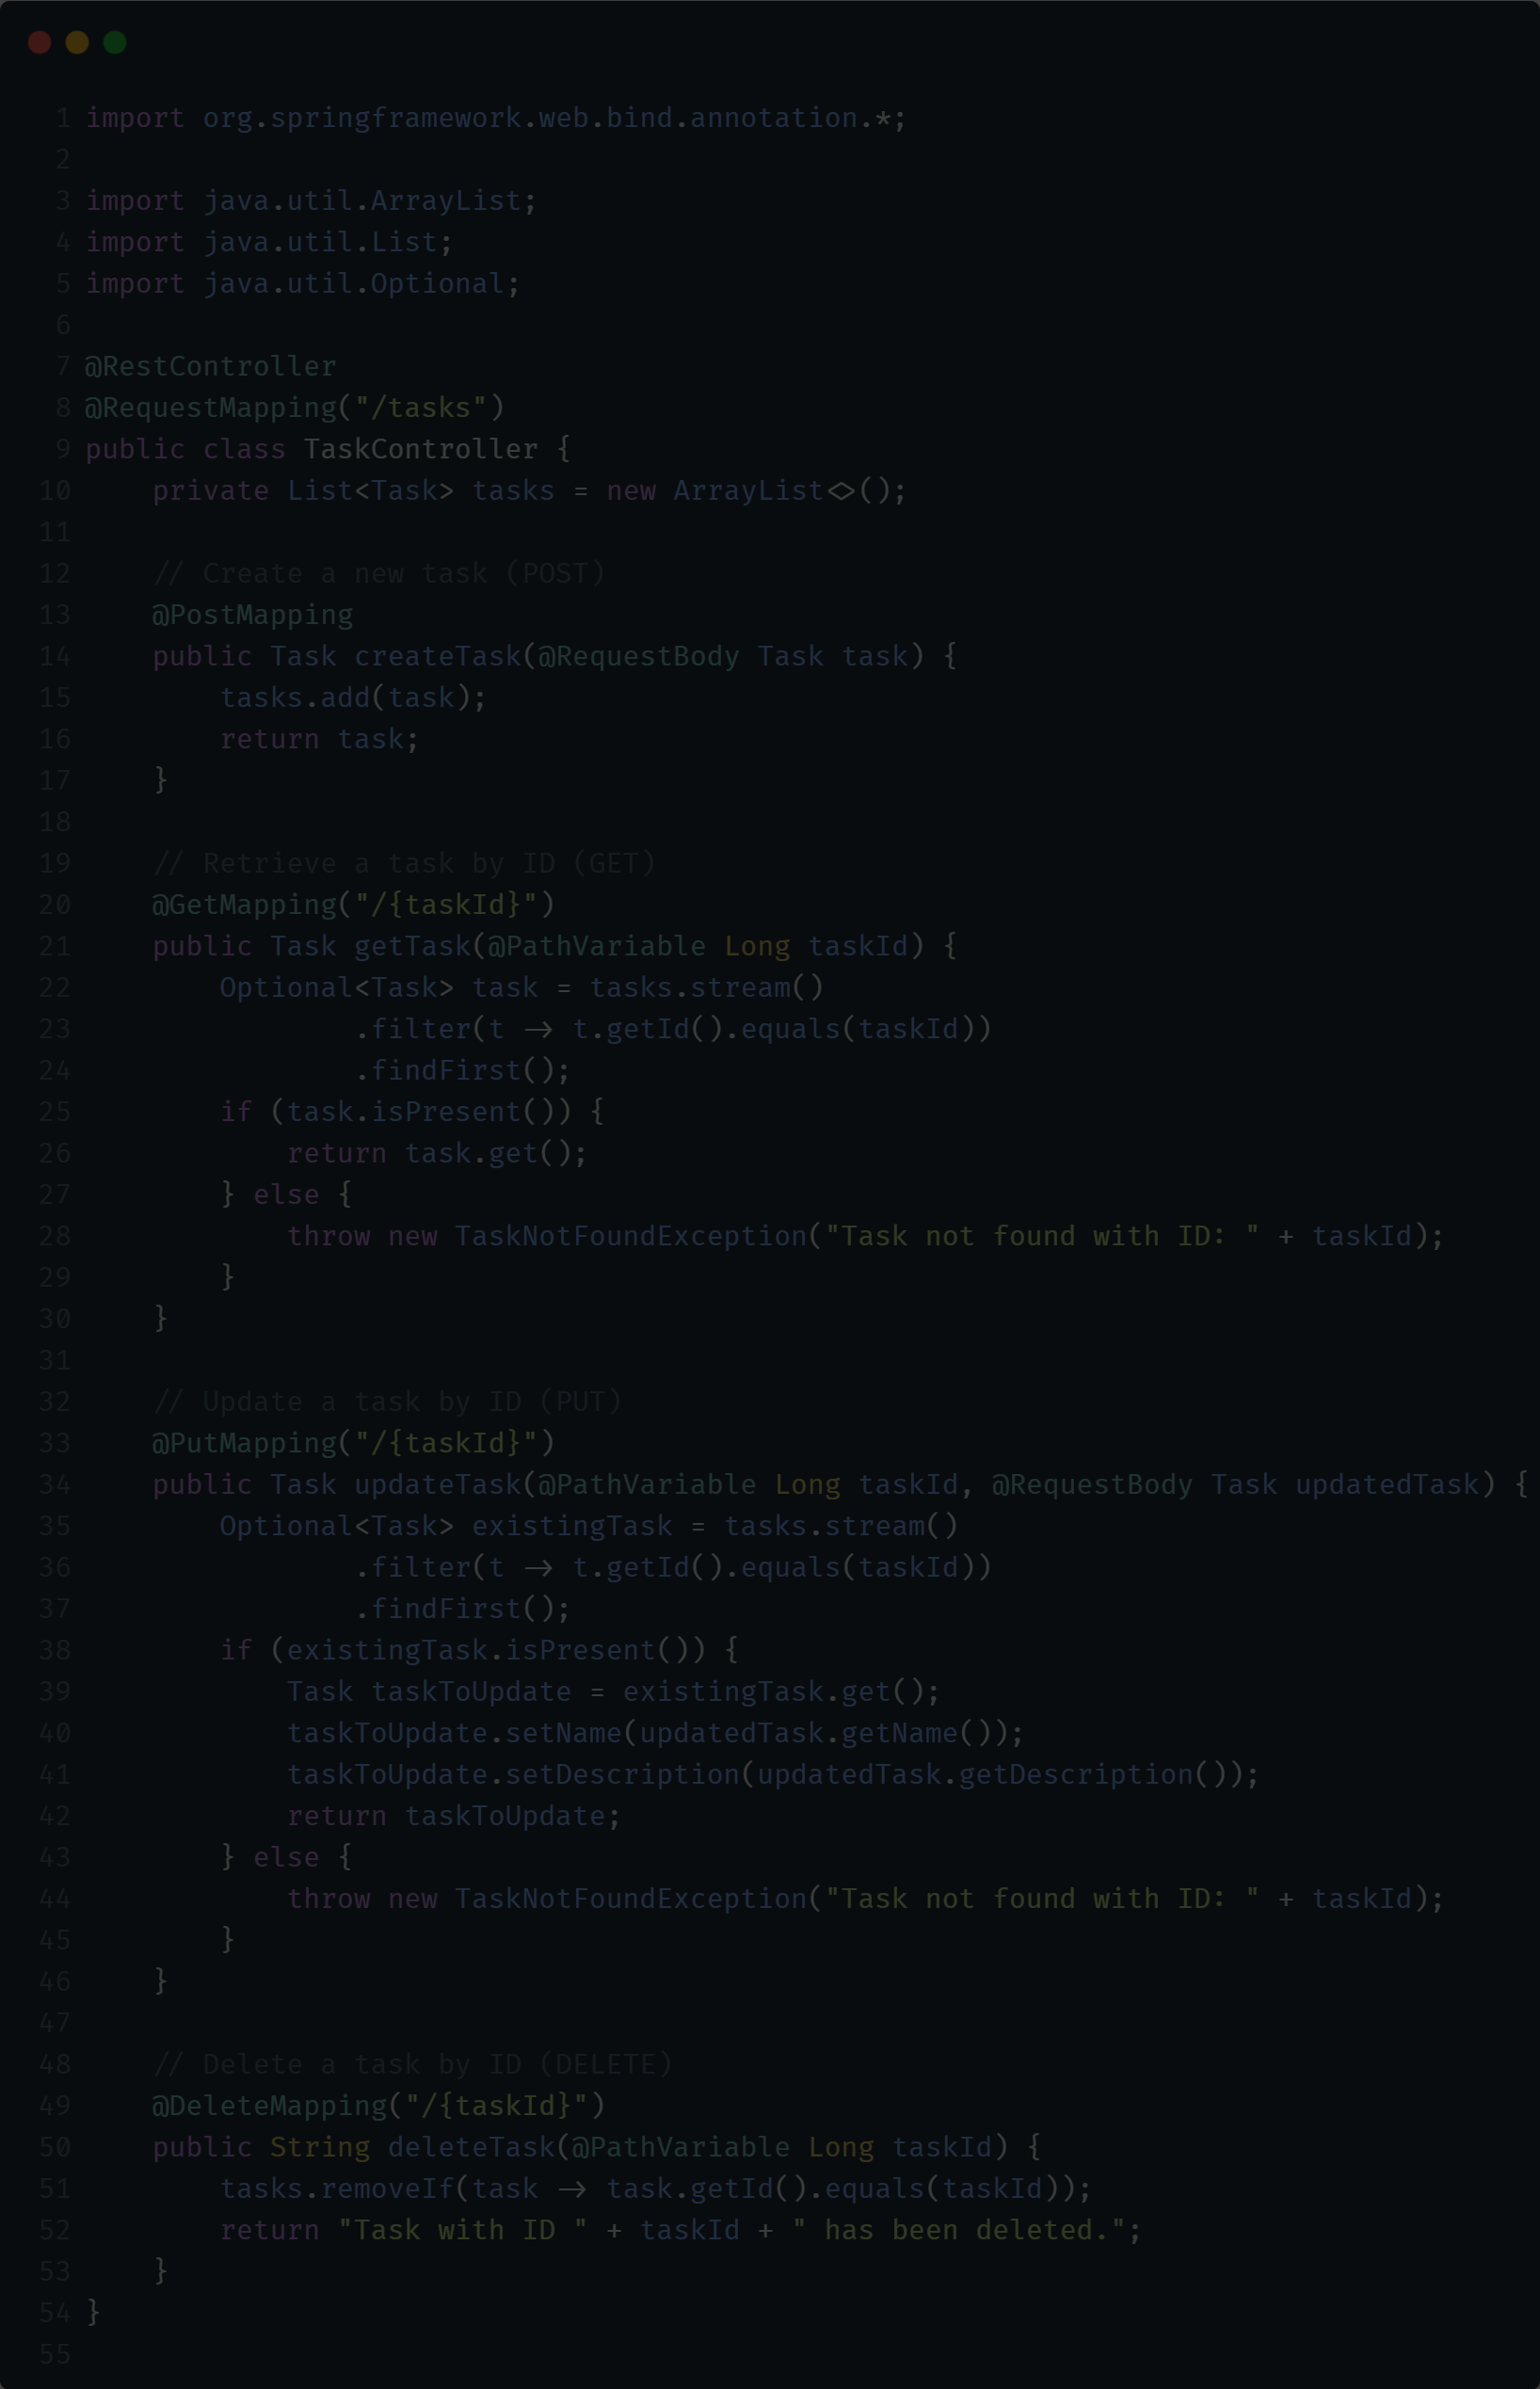 1 import org.springframework.web.bind.annotation.*;
2
3 import java.util.ArrayList;
4 import java.util.List;
5 import java.util.Optional;
6
7 @RestController
8 @RequestMapping("/tasks")
9 public class TaskController {
10     private List<Task> tasks = new ArrayList<>();
11
12     // Create a new task (POST)
13     @PostMapping
14     public Task createTask(@RequestBody Task task) {
15         tasks.add(task);
16         return task;
17     }
18
19     // Retrieve a task by ID (GET)
20     @GetMapping("/{taskId}")
21     public Task getTask(@PathVariable Long taskId) {
22         Optional<Task> task = tasks.stream()
23                 .filter(t -> t.getId().equals(taskId))
24                 .findFirst();
25         if (task.isPresent()) {
26             return task.get();
27         } else {
28             throw new TaskNotFoundException("Task not found with ID: " + taskId);
29         }
30     }
31
32     // Update a task by ID (PUT)
33     @PutMapping("/{taskId}")
34     public Task updateTask(@PathVariable Long taskId, @RequestBody Task updatedTask) {
35         Optional<Task> existingTask = tasks.stream()
36                 .filter(t -> t.getId().equals(taskId))
37                 .findFirst();
38         if (existingTask.isPresent()) {
39             Task taskToUpdate = existingTask.get();
40             taskToUpdate.setName(updatedTask.getName());
41             taskToUpdate.setDescription(updatedTask.getDescription());
42             return taskToUpdate;
43         } else {
44             throw new TaskNotFoundException("Task not found with ID: " + taskId);
45         }
46     }
47
48     // Delete a task by ID (DELETE)
49     @DeleteMapping("/{taskId}")
50     public String deleteTask(@PathVariable Long taskId) {
51         tasks.removeIf(task -> task.getId().equals(taskId));
52         return "Task with ID " + taskId + " has been deleted.";
53     }
54 }
55